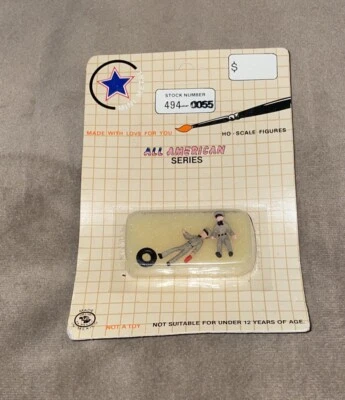 $
STOCK NUMBER
494-0055
MADE WITH LOVE FOR YOU
HO-SCALE FIGURES
ALL AMERICAN
SERIES
NOT A TOY
NOT SUITABLE FOR UNDER 12 YEARS OF AGE.